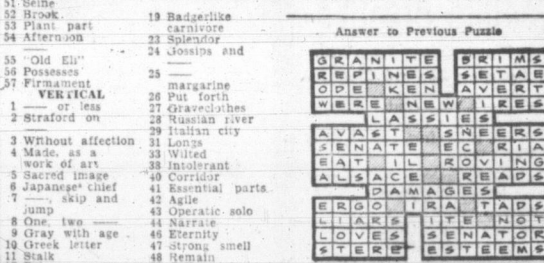 51 Seine
52 Brook
53 Plant part
54 Afternoon
——
55 "Old Eli"
56 Possesses
57 Firmament
VERTICAL
1 —— or less
2 Straford on
——
3 Without affection
4 Made, as a
work of art
5 Sacred image
6 Japanese chief
7 ——, skip and
jump
8 One, two ——
9 Gray with age
10 Greek letter
11 Stalk
19 Badgerlike
carnivore
23 Splendor
24 Gossips and
——
25 ——
margarine
26 Put forth
27 Graveclothes
28 Russian river
29 Italian city
31 Longs
33 Wilted
38 Intolerant
40 Corridor
41 Essential parts
42 Agile
43 Operatic solo
44 Narrate
46 Eternity
47 Strong smell
48 Remain
Answer to Previous Puzzle
GRANITE BRIMS
REPINES SETAE
ODE KEN AVERT
WERE NEW IRES
LASSIES
AVAST SNEERS
SENATE EC RIA
EAT IL ROVING
ALSACE READS
DAMAGES
ERGO IRA TADS
LIARS ITE NOT
LOVES SENATOR
STERE ESTEEMS